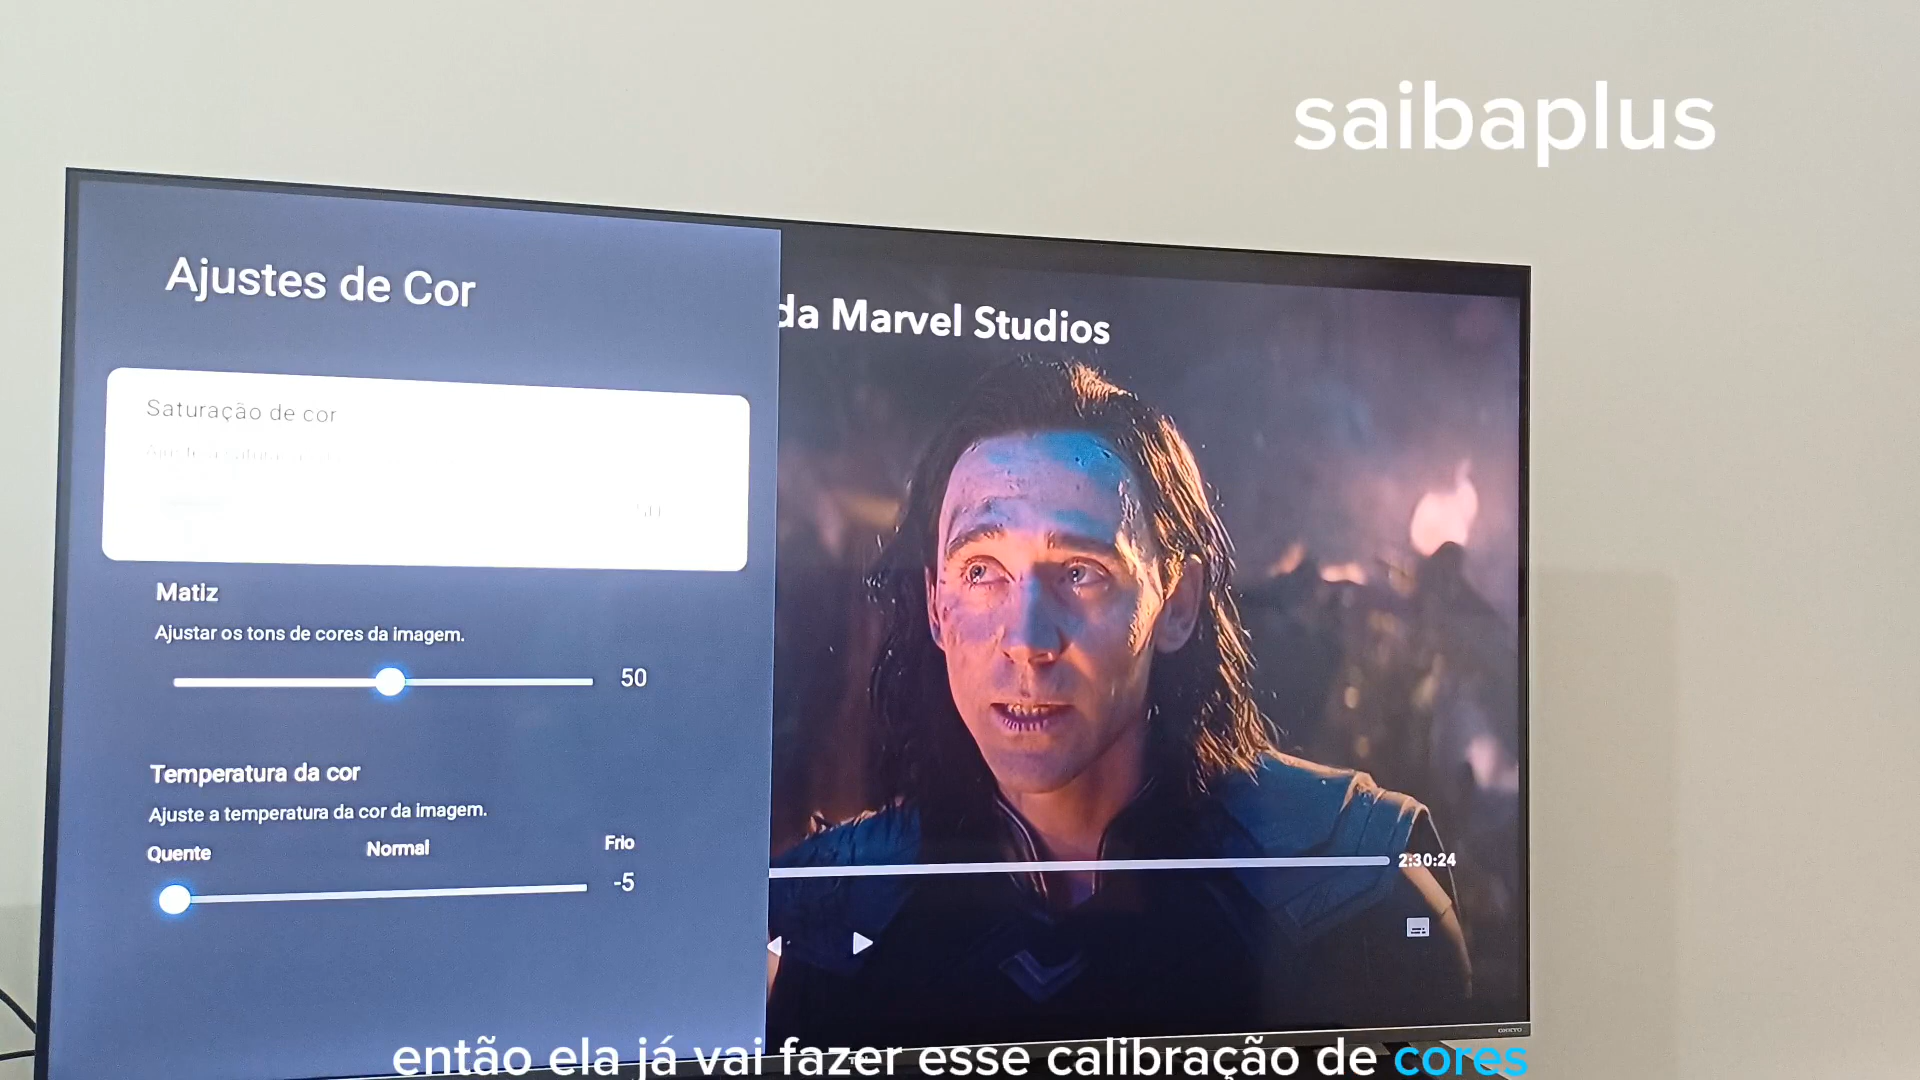 saibaplus
Ajustes de Cor
da Marvel Studios
Saturação de cor
50
Matiz
Ajustar os tons de cores da imagem.
50
Temperatura da cor
Ajuste a temperatura da cor da imagem.
Quente Normal Frio
-5
2:30:24
ONKYO
então ela já vai fazer esse calibração de cores